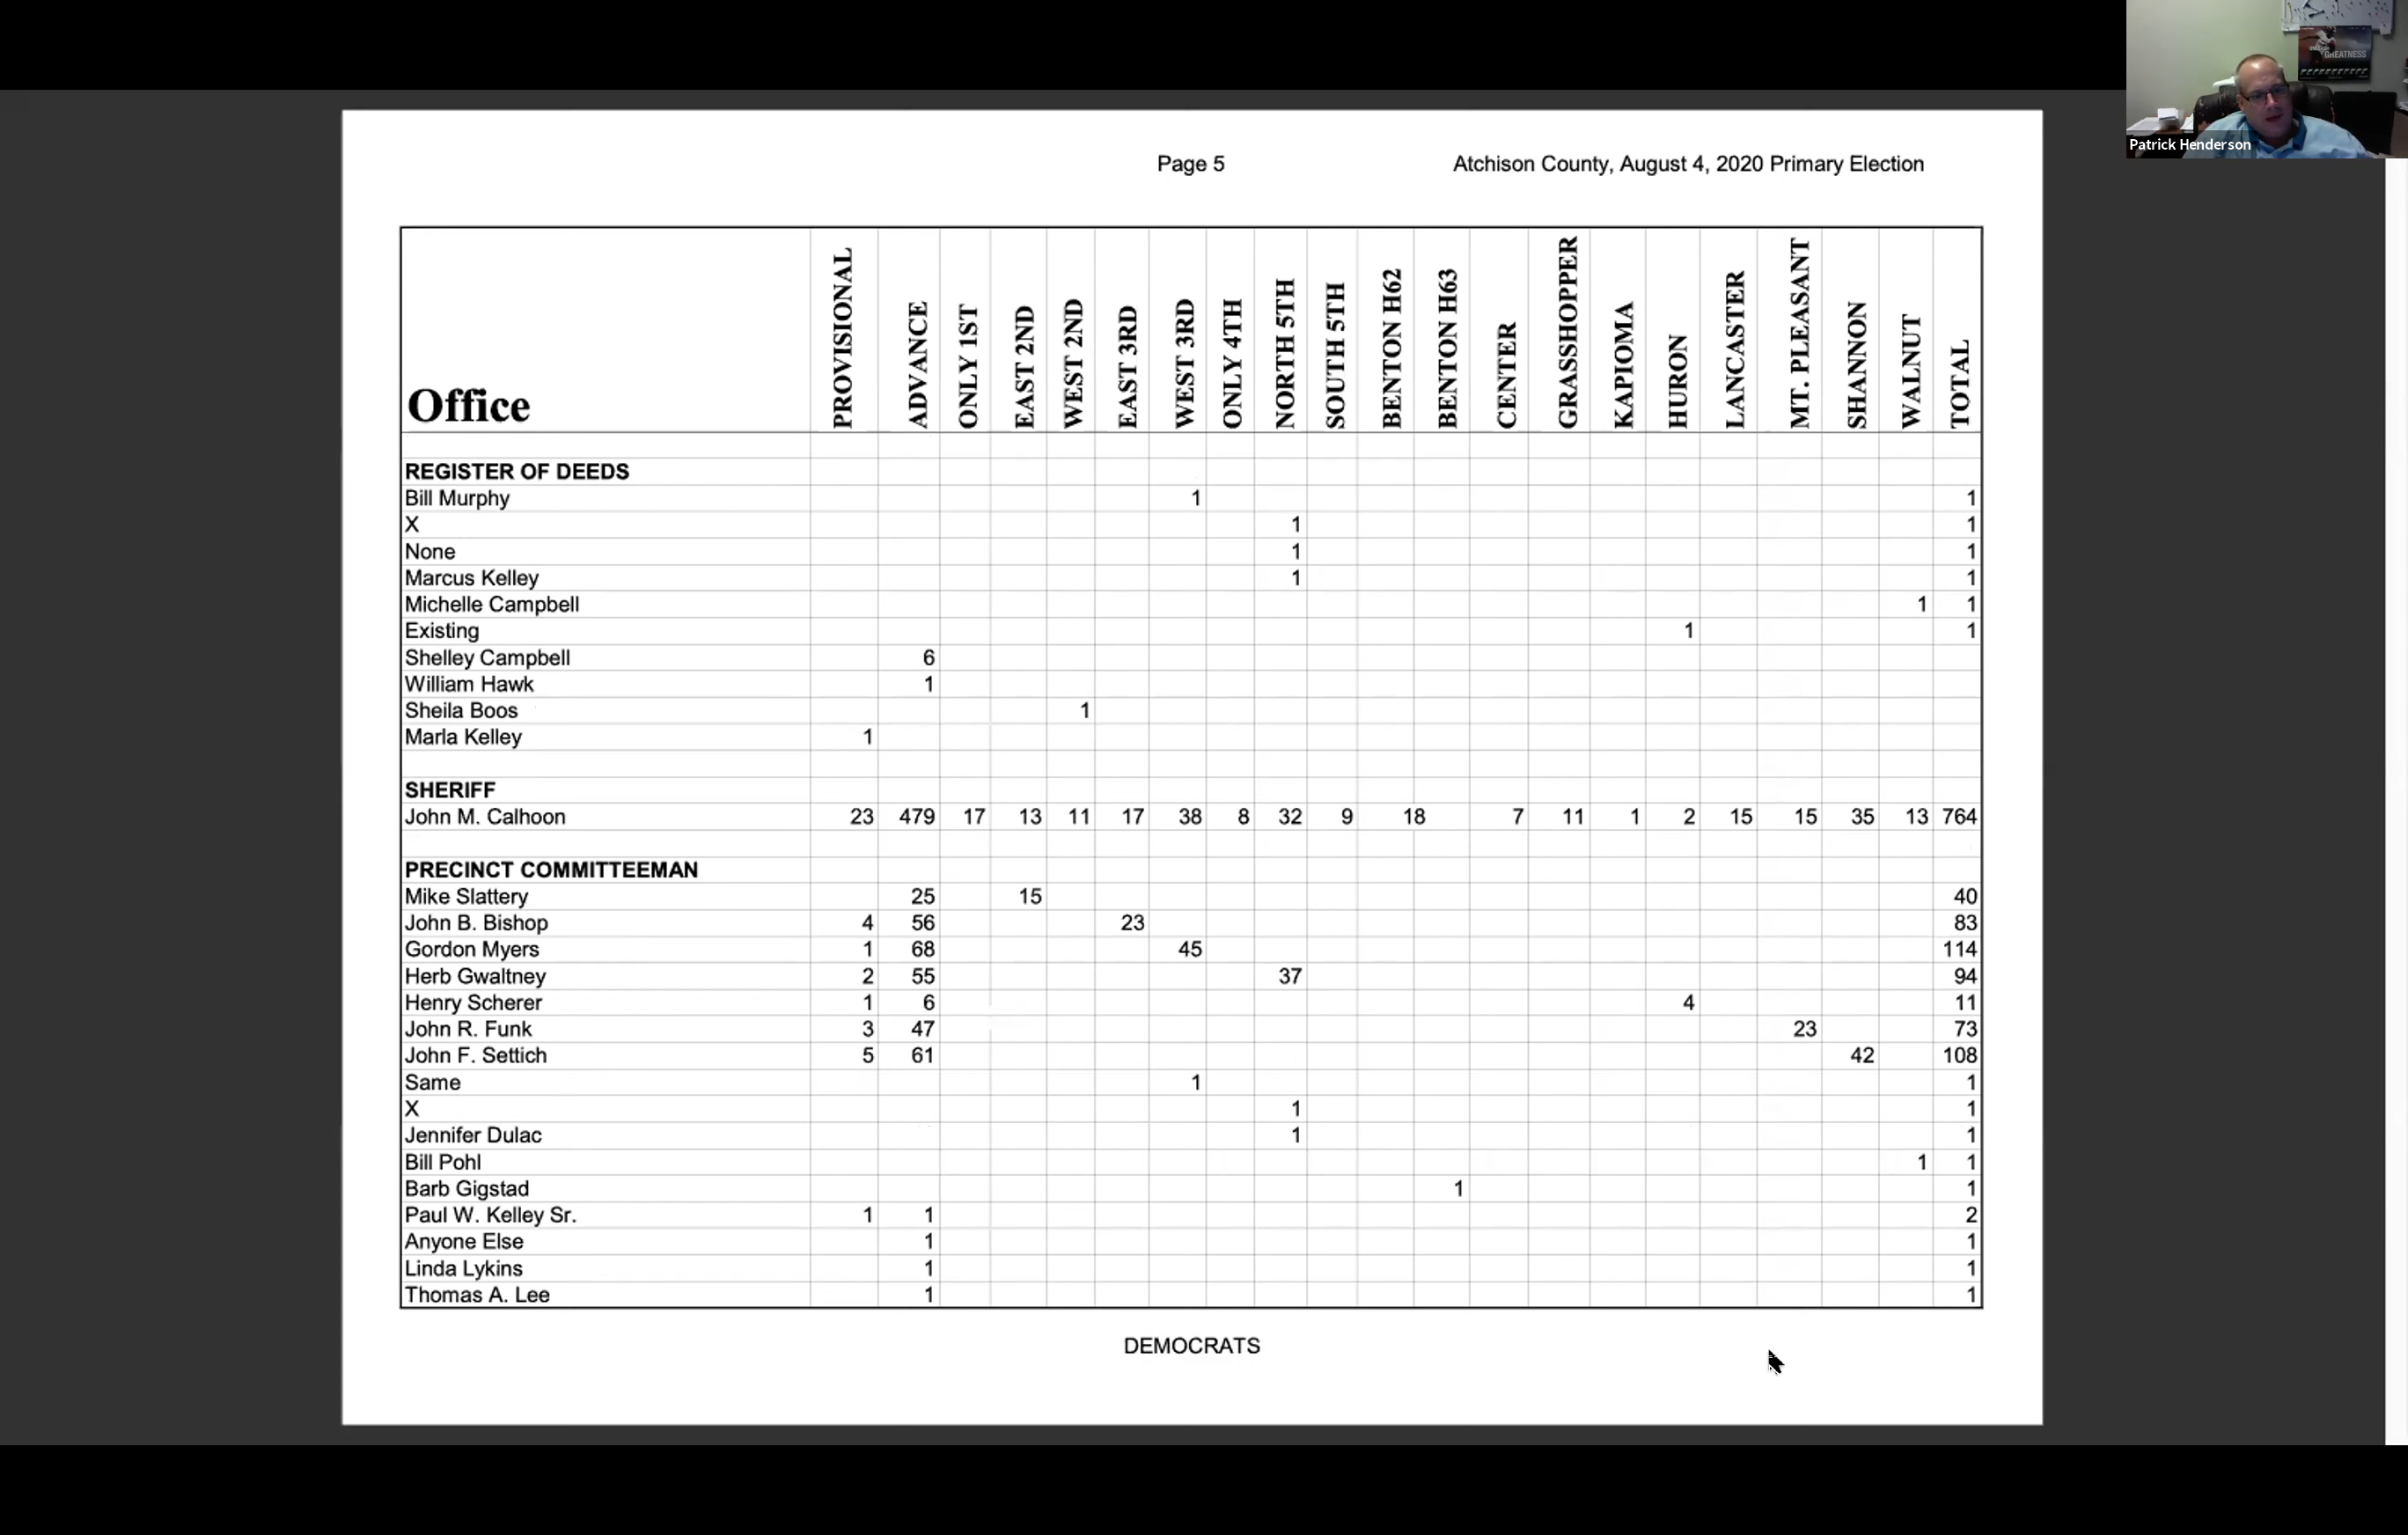 GREATNESS
Patrick Henderson
Page 5 Atchison County, August 4, 2020 Primary Election
Office PROVISIONAL ADVANCE ONLY 1ST EAST 2ND WEST 2ND EAST 3RD WEST 3RD ONLY 4TH NORTH 5TH SOUTH 5TH BENTON H62 BENTON H63 CENTER GRASSHOPPER KAPIOMA HURON LANCASTER MT. PLEASANT SHANNON WALNUT TOTAL
REGISTER OF DEEDS
Bill Murphy 1 1
X 1 1
None 1 1
Marcus Kelley 1 1
Michelle Campbell 1 1
Existing 1 1
Shelley Campbell 6
William Hawk 1
Sheila Boos 1
Marla Kelley 1
SHERIFF
John M. Calhoon 23 479 17 13 11 17 38 8 32 9 18 7 11 1 2 15 15 35 13 764
PRECINCT COMMITTEEMAN
Mike Slattery 25 15 40
John B. Bishop 4 56 23 83
Gordon Myers 1 68 45 114
Herb Gwaltney 2 55 37 94
Henry Scherer 1 6 4 11
John R. Funk 3 47 23 73
John F. Settich 5 61 42 108
Same 1 1
X 1 1
Jennifer Dulac 1 1
Bill Pohl 1 1
Barb Gigstad 1 1
Paul W. Kelley Sr. 1 1 2
Anyone Else 1 1
Linda Lykins 1 1
Thomas A. Lee 1 1
DEMOCRATS